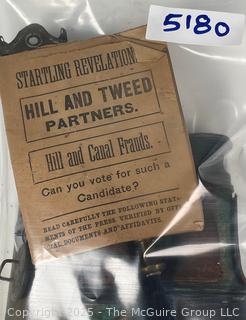 5180
STARTLING REVELATION.
HILL AND TWEED
PARTNERS.
Hill and Canal Frauds.
Can you vote for such a
Candidate?
READ CAREFULLY THE FOLLOWING STATE-
MENTS OF THE PRESS VERIFIED BY OFFI-
CIAL DOCUMENTS AND AFFIDAVITS.
Copyright 2025 - The McGuire Group LLC